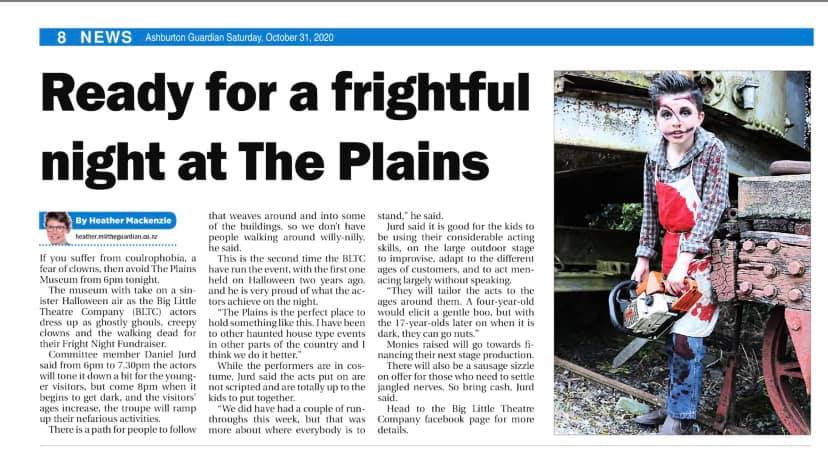 8 NEWS Ashburton Guardian Saturday, October 31, 2020
Ready for a frightful
night at The Plains
By Heather Mackenzie
heather.m@theguardian.co.nz
If you suffer from coulrophobia, a
fear of clowns, then avoid The Plains
Museum from 6pm tonight.
The museum with take on a sin-
ister Halloween air as the Big Little
Theatre Company (BLTC) actors
dress up as ghostly ghouls, creepy
clowns and the walking dead for
their Fright Night Fundraiser.
Committee member Daniel Jurd
said from 6pm to 7.30pm the actors
will tone it down a bit for the young-
er visitors, but come 8pm when it
begins to get dark, and the visitors'
ages increase, the troupe will ramp
up their nefarious activities.
There is a path for people to follow
that weaves around and into some
of the buildings, so we don't have
people walking around willy-nilly,
he said.
This is the second time the BLTC
have run the event, with the first one
held on Halloween two years ago,
and he is very proud of what the ac-
tors achieve on the night.
"The Plains is the perfect place to
hold something like this. I have been
to other haunted house type events
in other parts of the country and I
think we do it better."
While the performers are in cos-
tume, Jurd said the acts put on are
not scripted and are totally up to the
kids to put together.
"We did have had a couple of run-
throughs this week, but that was
more about where everybody is to
stand," he said.
Jurd said it is good for the kids to
be using their considerable acting
skills, on the large outdoor stage
to improvise, adapt to the different
ages of customers, and to act men-
acing largely without speaking.
"They will tailor the acts to the
ages around them. A four-year-old
would elicit a gentle boo, but with
the 17-year-olds later on when it is
dark, they can go nuts."
Monies raised will go towards fi-
nancing their next stage production.
There will also be a sausage sizzle
on offer for those who need to settle
jangled nerves. So bring cash, Jurd
said.
Head to the Big Little Theatre
Company facebook page for more
details.